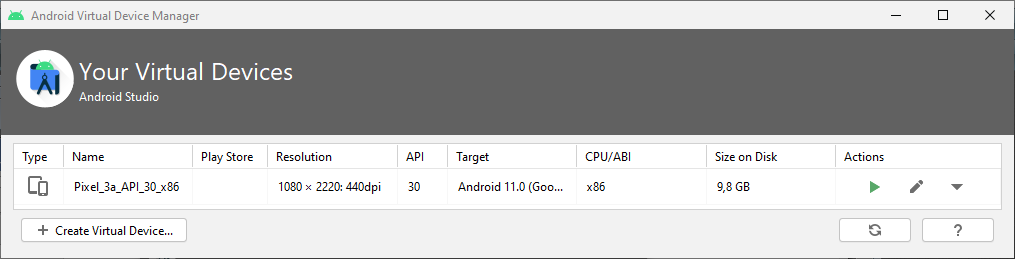 Android Virtual Device Manager
Your Virtual Devices
Android Studio
Type Name Play Store Resolution API Target CPU/ABI Size on Disk Actions
Pixel_3a_API_30_x86 1080 × 2220: 440dpi 30 Android 11.0 (Goo... x86 9,8 GB
+ Create Virtual Device... ?